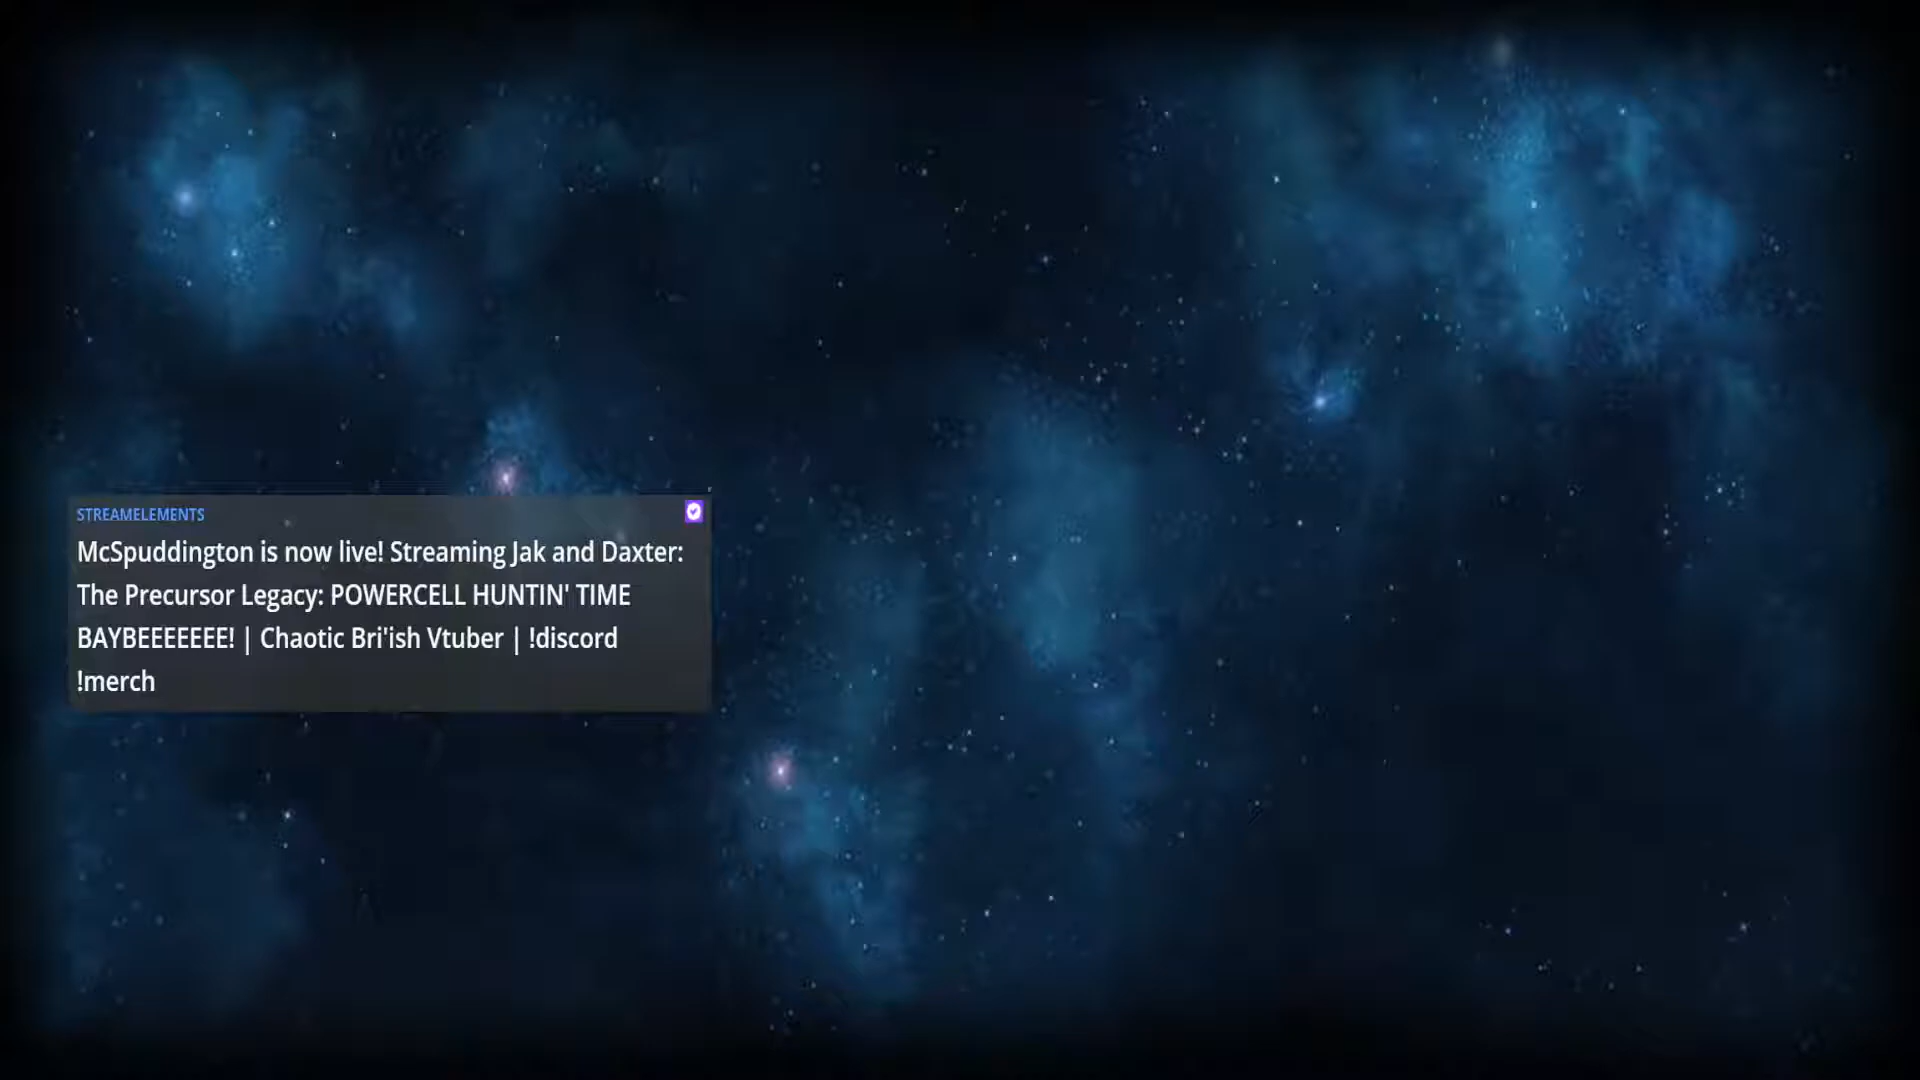 STREAMELEMENTS
McSpuddington is now live! Streaming Jak and Daxter:
The Precursor Legacy: POWERCELL HUNTIN' TIME
BAYBEEEEEEE! | Chaotic Bri'ish Vtuber | !discord
!merch